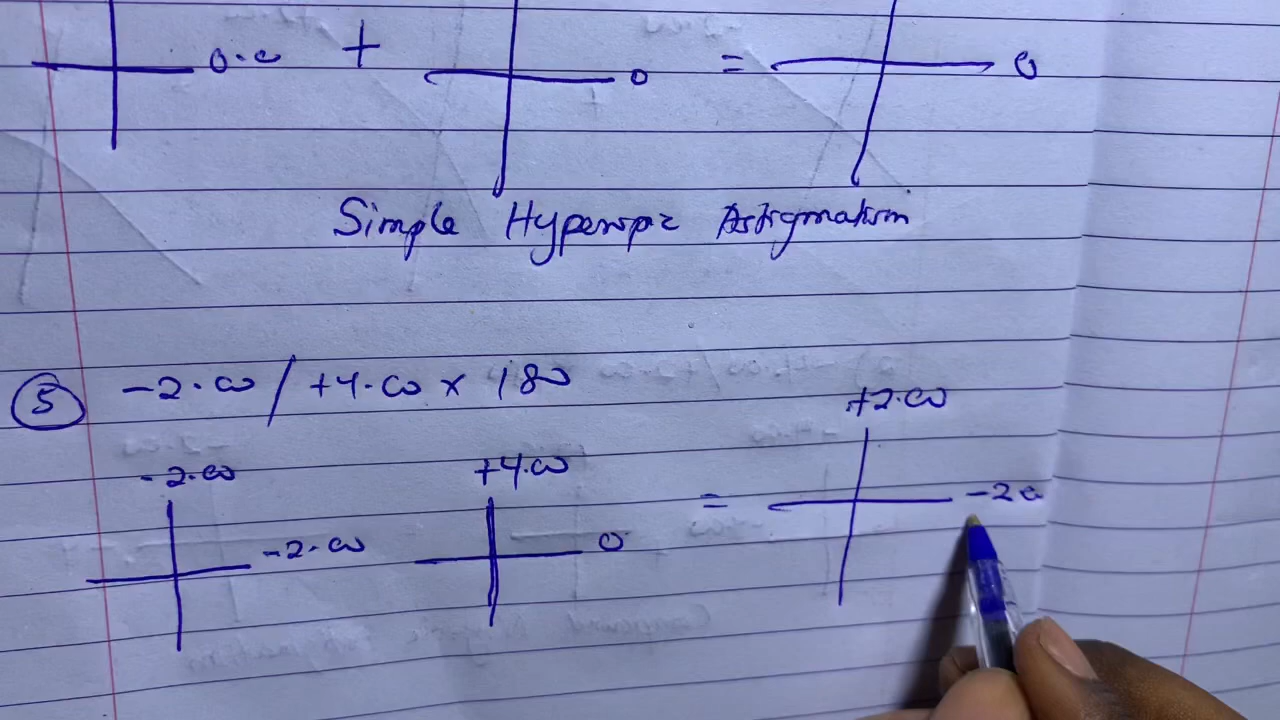 0.00 + 0 = 0
Simple Hyperopic Astigmatism
5 -2.00 / +4.00 x 180
-2.00 +4.00 +2.00
-2.00 0 = -2.00